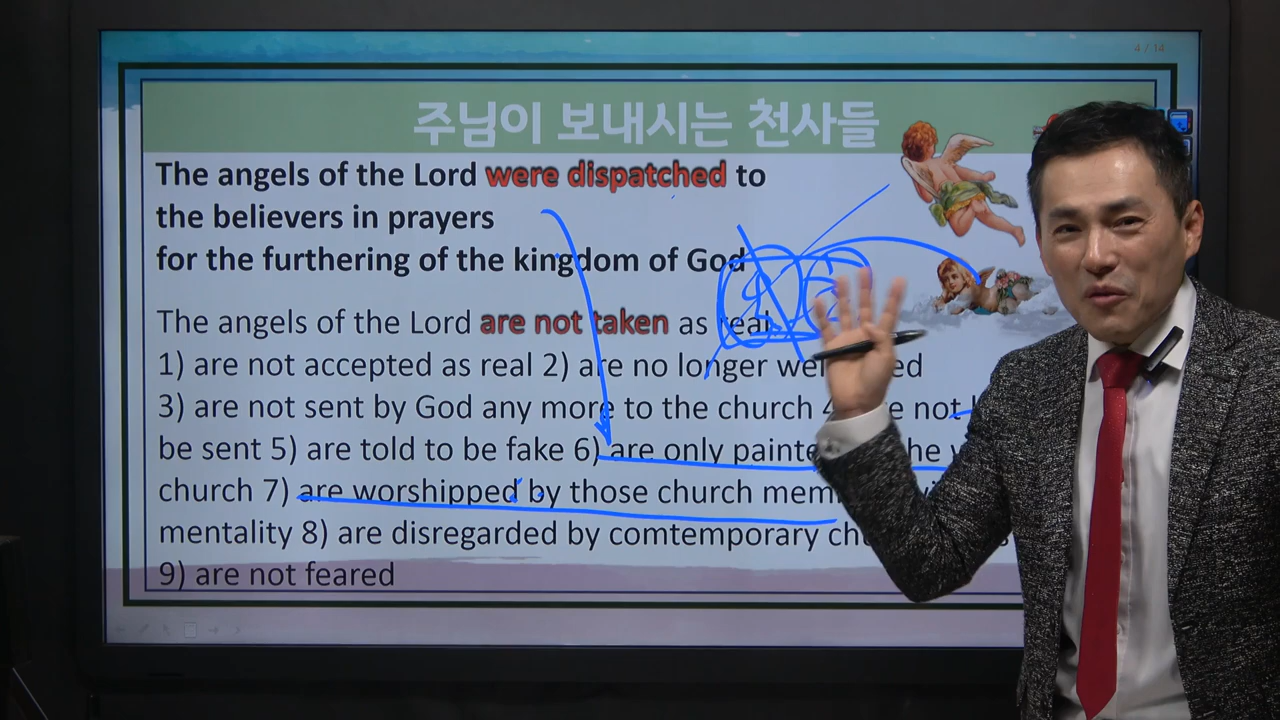 4 / 14
주님이 보내시는 천사들
The angels of the Lord were dispatched to
the believers in prayers
for the furthering of the kingdom of God
The angels of the Lord are not taken as real
1) are not accepted as real 2) are no longer
3) are not sent by God any more to the church not
be sent 5) are told to be fake 6) are only
church 7) are worshipped by those church
mentality 8) are disregarded by comtemporary
9) are not feared